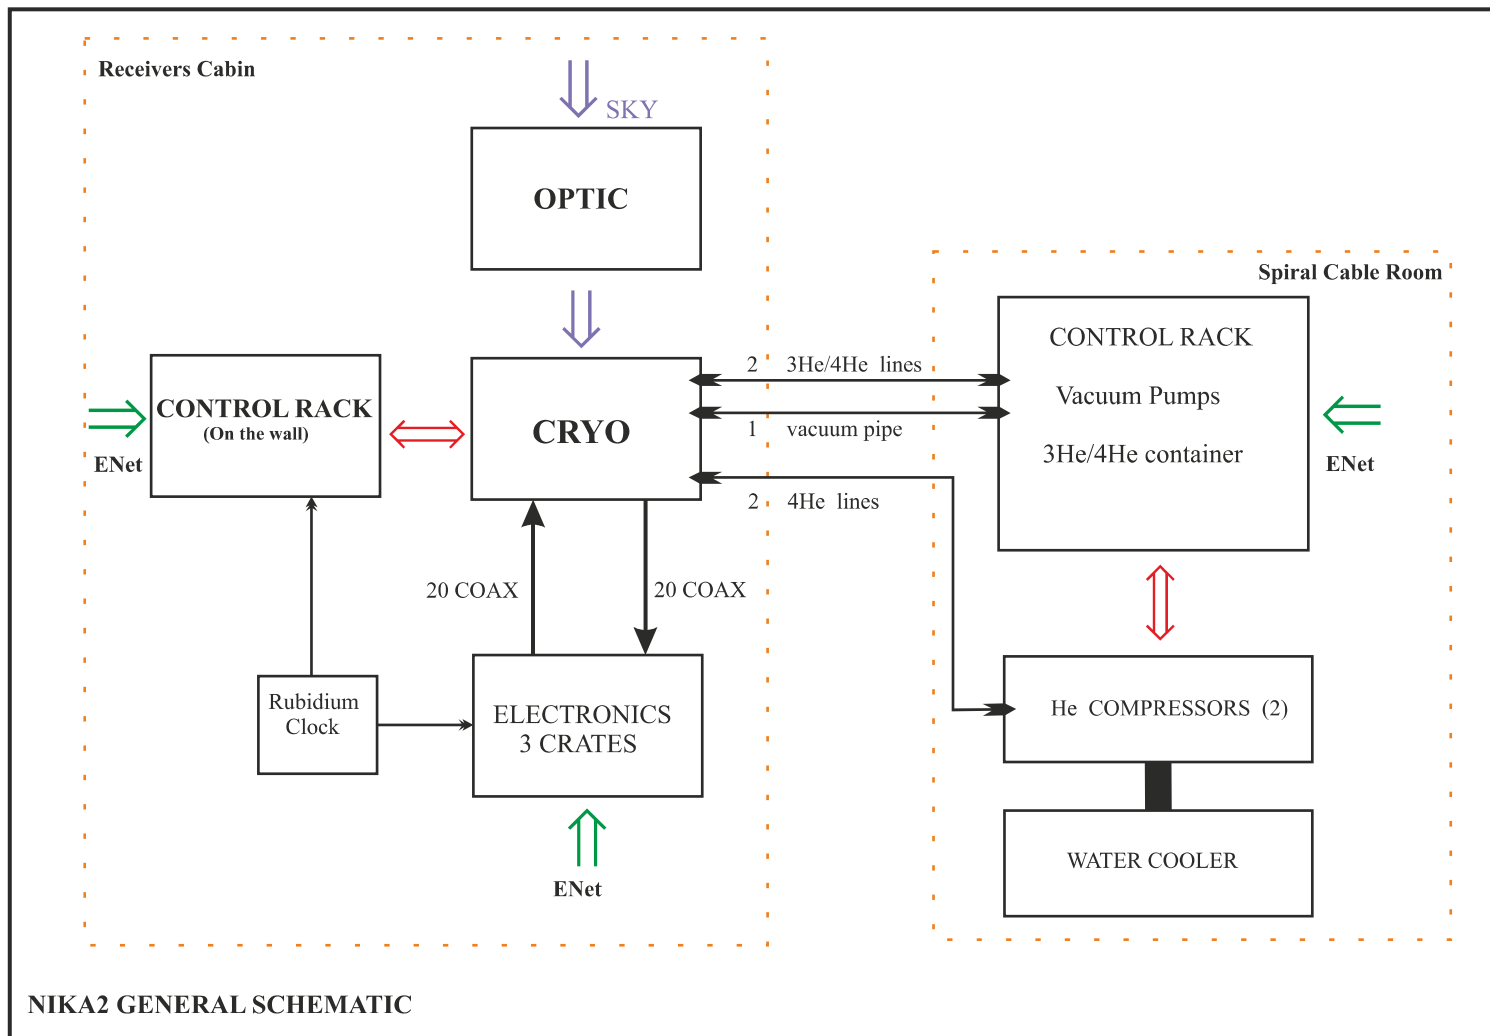 Receivers Cabin
SKY
OPTIC
Spiral Cable Room
CONTROL RACK
(On the wall)
ENet
CRYO
2 3He/4He lines
1 vacuum pipe
2 4He lines
CONTROL RACK
Vacuum Pumps
3He/4He container
ENet
20 COAX
20 COAX
Rubidium
Clock
ELECTRONICS
3 CRATES
ENet
He COMPRESSORS (2)
WATER COOLER
NIKA2 GENERAL SCHEMATIC